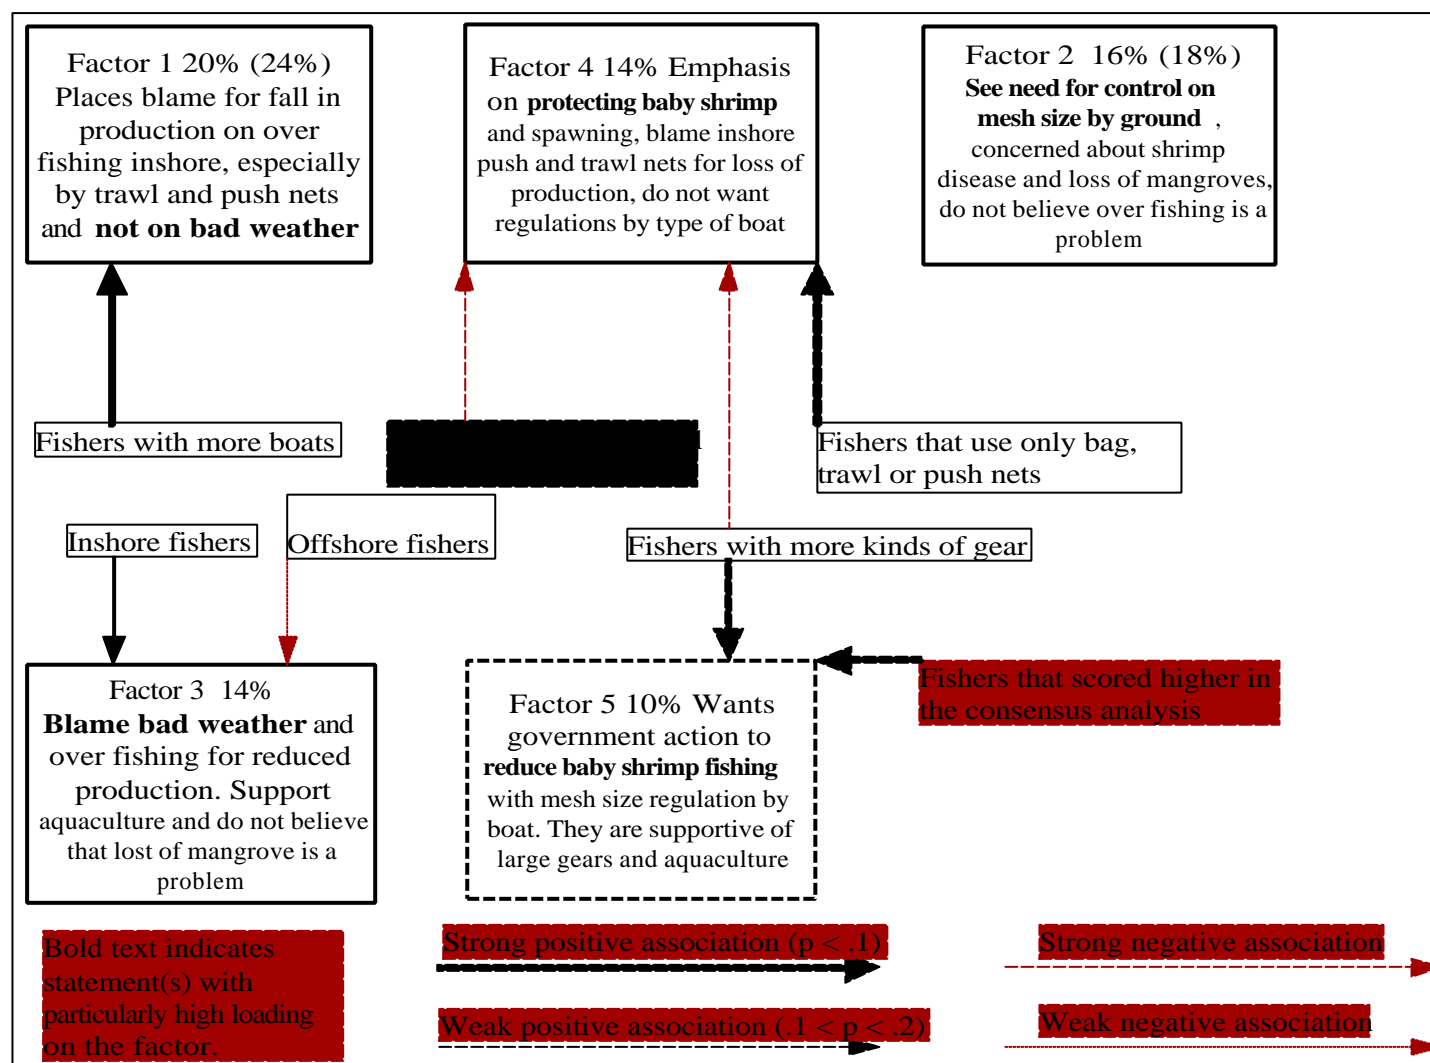 Factor 1 20% (24%)
Places blame for fall in
production on over
fishing inshore, especially
by trawl and push nets
and not on bad weather
Factor 4 14% Emphasis
on protecting baby shrimp
and spawning, blame inshore
push and trawl nets for loss of
production, do not want
regulations by type of boat
Factor 2 16% (18%)
See need for control on
mesh size by ground ,
concerned about shrimp
disease and loss of mangroves,
do not believe over fishing is a
problem
Fishers with more boats
Fishers that use only bag,
trawl or push nets
Inshore fishers
Offshore fishers
Fishers with more kinds of gear
Factor 3 14%
Blame bad weather and
over fishing for reduced
production. Support
aquaculture and do not believe
that lost of mangrove is a
problem
Factor 5 10% Wants
government action to
reduce baby shrimp fishing
with mesh size regulation by
boat. They are supportive of
large gears and aquaculture
Fishers that scored higher in
the consensus analysis
Bold text indicates
statement(s) with
particularly high loading
on the factor.
Strong positive association (p < .1)
Weak positive association (.1 < p < .2)
Strong negative association
Weak negative association